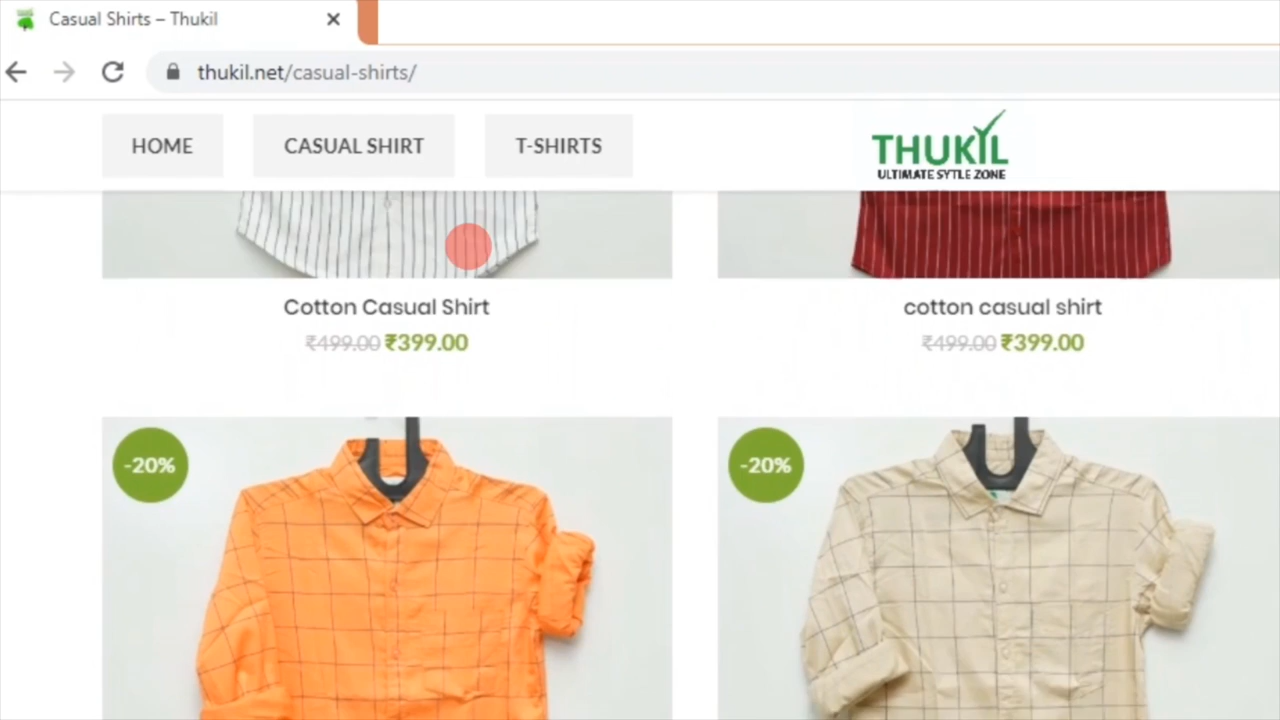 Casual Shirts – Thukil
thukil.net/casual-shirts/
HOME
CASUAL SHIRT
T-SHIRTS
THUKIL
ULTIMATE SYTLE ZONE
Cotton Casual Shirt
₹499.00 ₹399.00
cotton casual shirt
₹499.00 ₹399.00
-20%
-20%